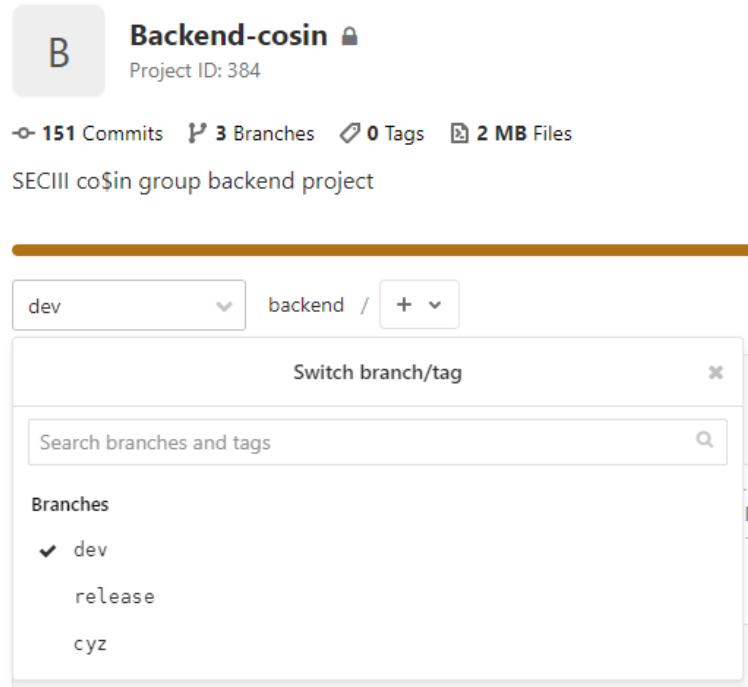 B
Backend-cosin
Project ID: 384
151 Commits 3 Branches 0 Tags 2 MB Files
SECIII co$in group backend project
dev backend / +
Switch branch/tag
Search branches and tags
Branches
dev
release
cyz